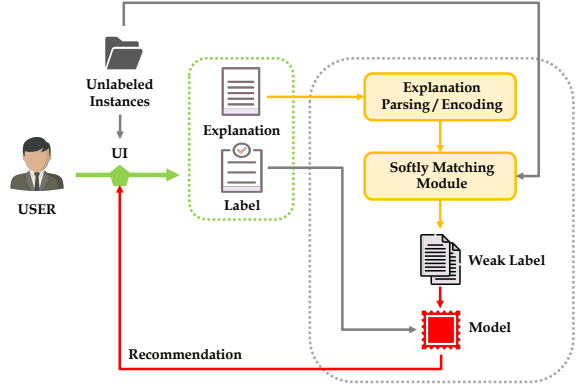 Unlabeled
Instances
UI
USER
Explanation
Label
Explanation
Parsing / Encoding
Softly Matching
Module
Weak Label
Model
Recommendation